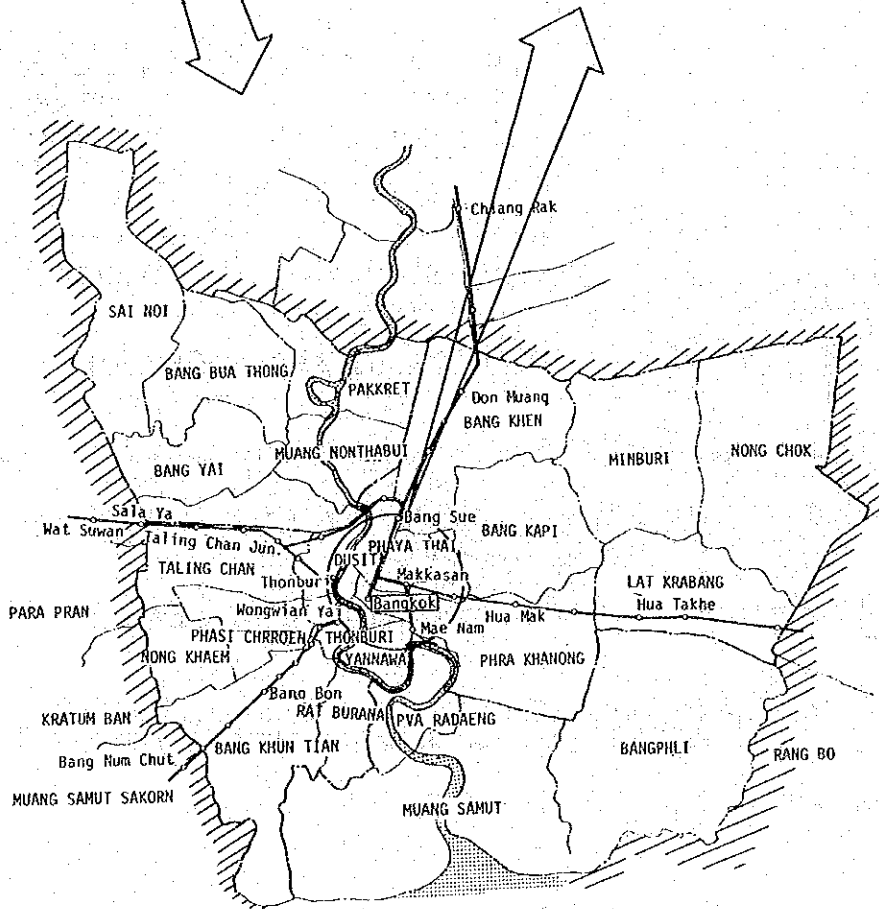 Chiang Rak
SAI NOI
BANG BUA THONG
PAKKRET
Don Muang
BANG KHEN
MUANG NONTHABUI
MINBURI
NONG CHOK
BANG YAI
Sala Ya
Wat Suwan
Taling Chan Jun.
Bang Sue
BANG KAPI
PHAYA THAI
DUSIT
TALING CHAN
Thonburi
Makkasan
LAT KRABANG
Hua Takhe
PARA PRAN
Wongwian Yai
Bangkok
Hua Mak
PHASI CHRROEN
THONBURI
Mae Nam
NONG KHAEM
YANNAWA
PHRA KHANONG
Bang Bon
RAT BURANA
PVA RADAENG
KRATUM BAN
BANG KHUN TIAN
Bang Num Chut
BANGPHLI
RANG BO
MUANG SAMUT SAKORN
MUANG SAMUT